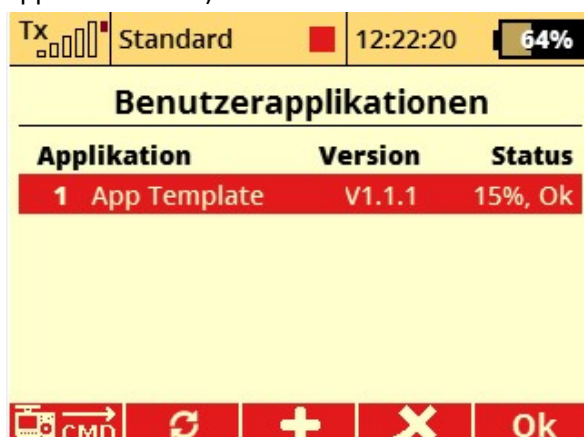 Tx Standard 12:22:20 64%
Benutzerapplikationen
Applikation Version Status
1 App Template V1.1.1 15%, Ok
CMD Ok